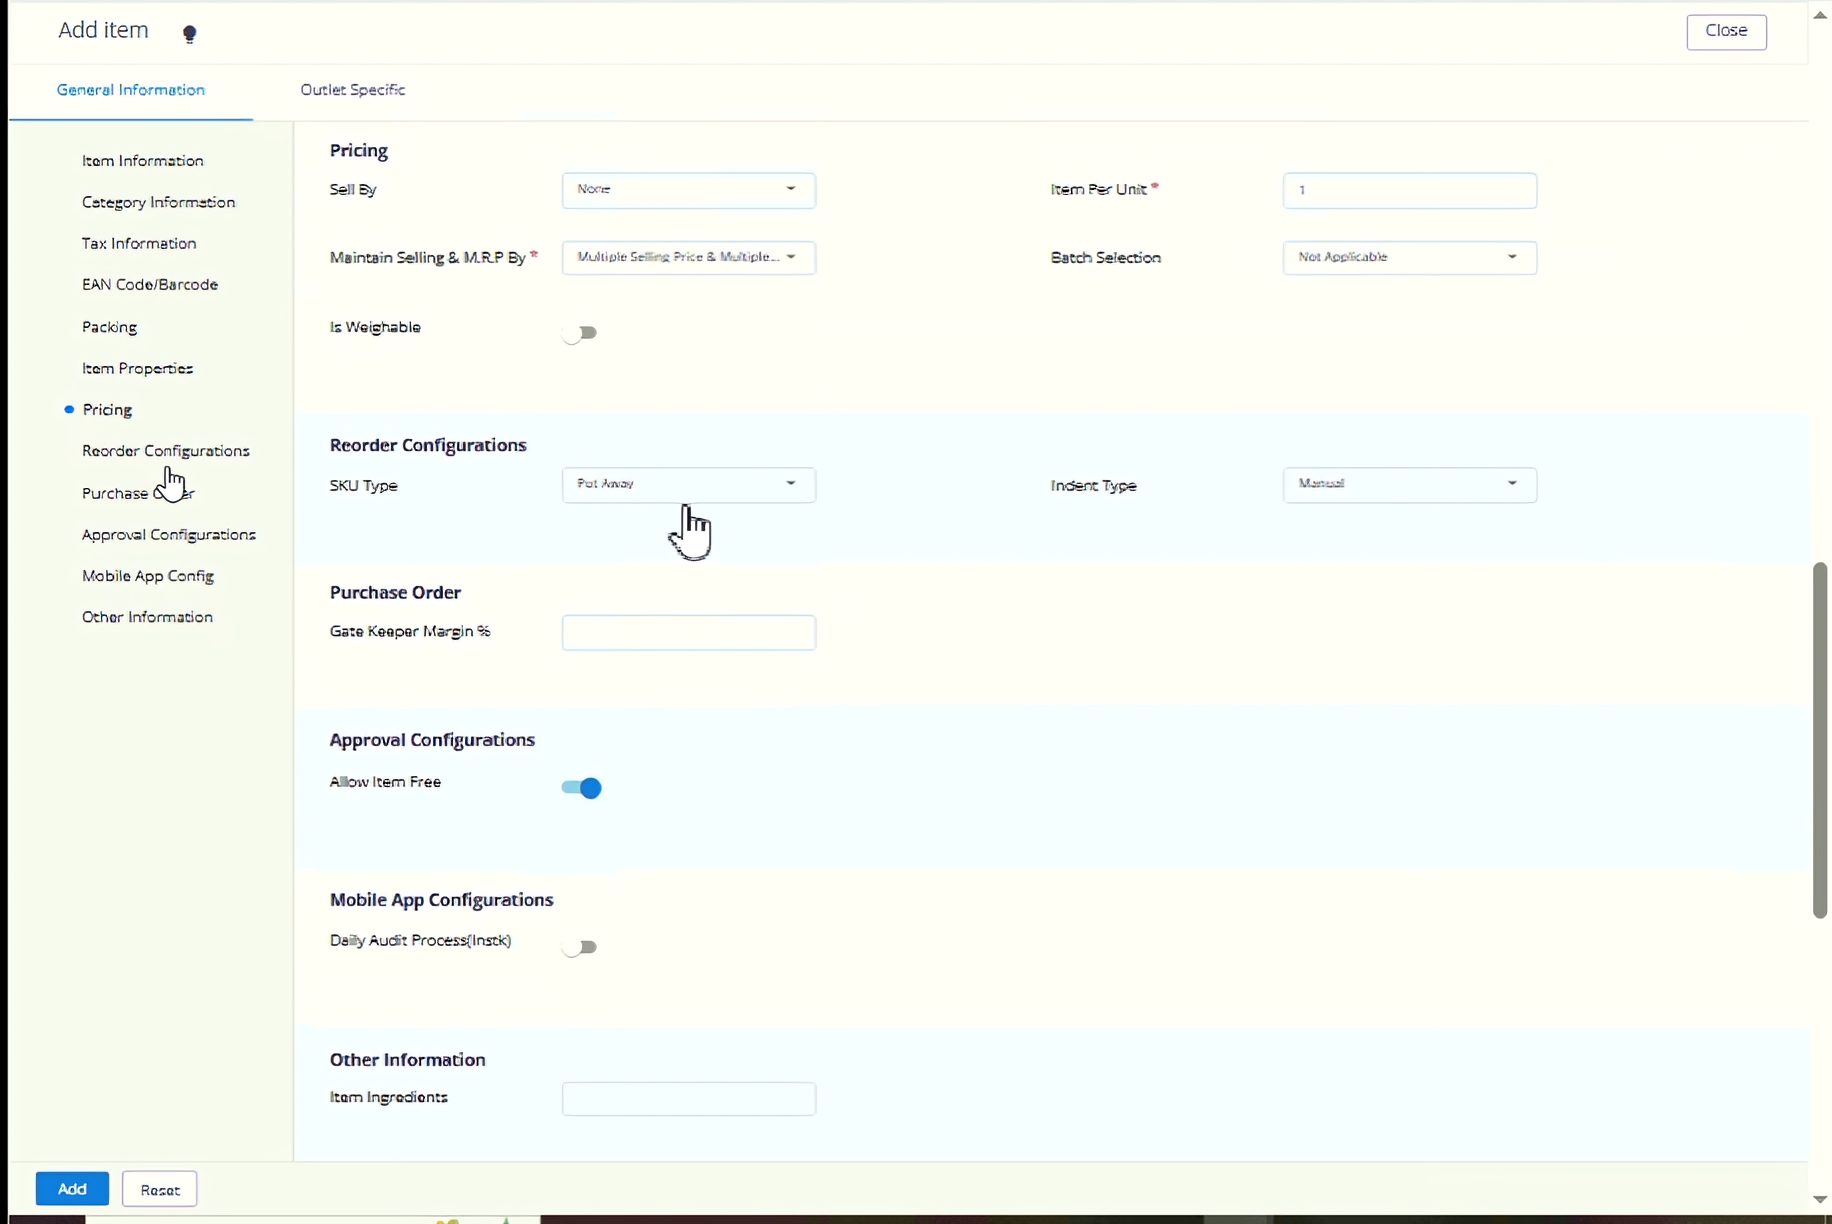 Add item
Close
General Information
Outlet Specific
Item Information
Category Information
Tax Information
EAN Code/Barcode
Packing
Item Properties
Pricing
Reorder Configurations
Purchase
Approval Configurations
Mobile App Config
Other Information
Pricing
Sell By
None
Item Per Unit *
1
Maintain Selling & M.R.P By *
Multiple Selling Price & Multiple...
Batch Selection
Not Applicable
Is Weighable
Reorder Configurations
SKU Type
Put Away
Indent Type
Manual
Purchase Order
Gate Keeper Margin %
Approval Configurations
Allow Item Free
Mobile App Configurations
Daily Audit Process(Instk)
Other Information
Item Ingredients
Add
Reset